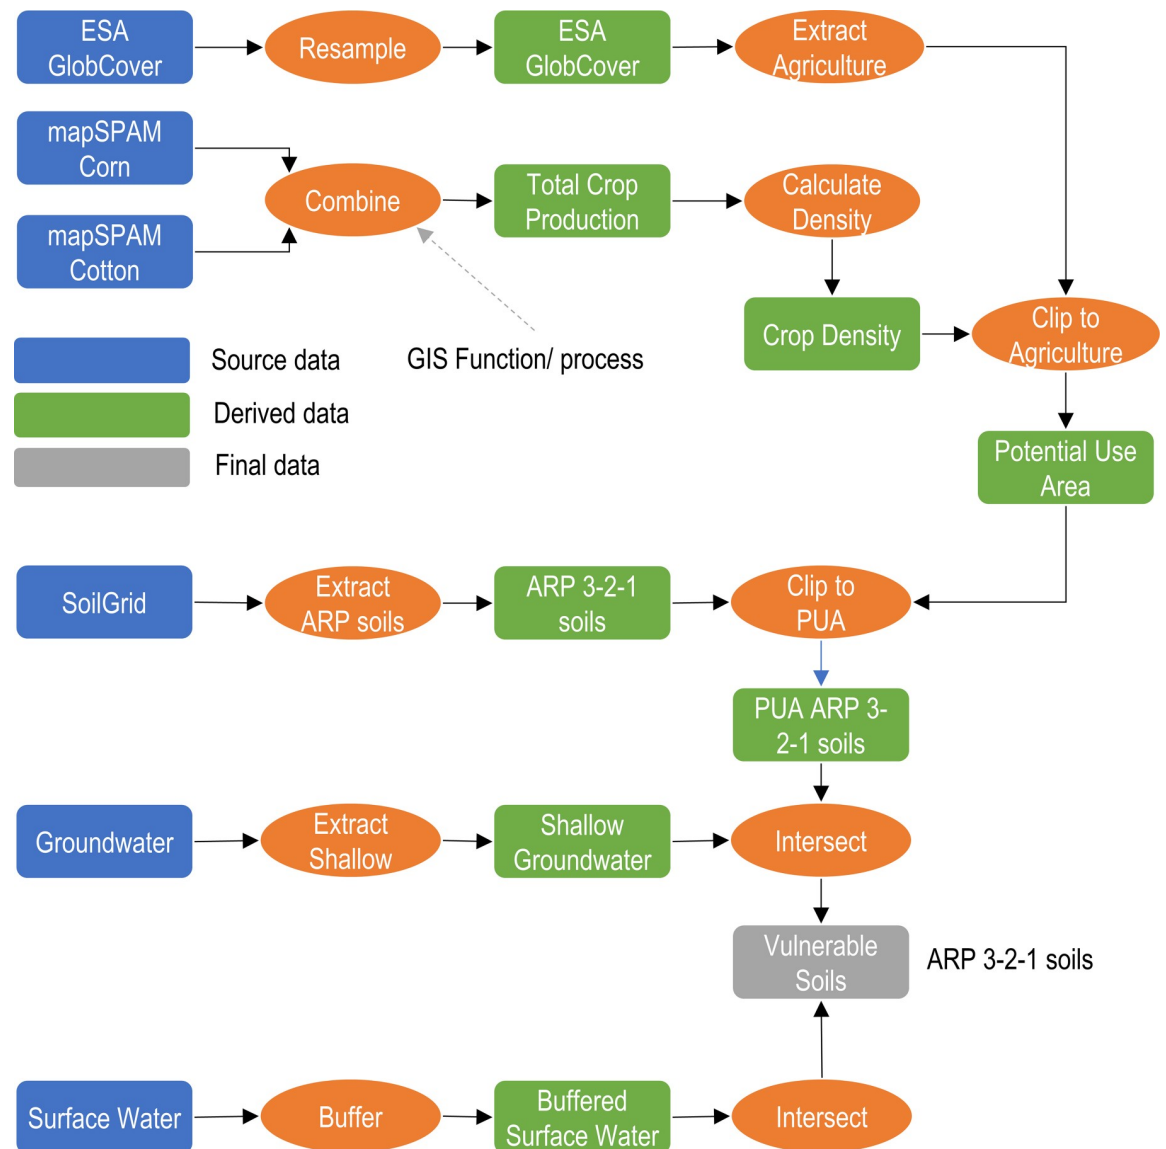 ESA
GlobCover
Resample
ESA
GlobCover
Extract
Agriculture
mapSPAM
Corn
Combine
Total Crop
Production
Calculate
Density
mapSPAM
Cotton
Crop Density
Clip to
Agriculture
Source data
GIS Function/ process
Derived data
Final data
Potential Use
Area
SoilGrid
Extract
ARP soils
ARP 3-2-1
soils
Clip to
PUA
PUA ARP 3-
2-1 soils
Groundwater
Extract
Shallow
Shallow
Groundwater
Intersect
Vulnerable
Soils
ARP 3-2-1 soils
Surface Water
Buffer
Buffered
Surface Water
Intersect